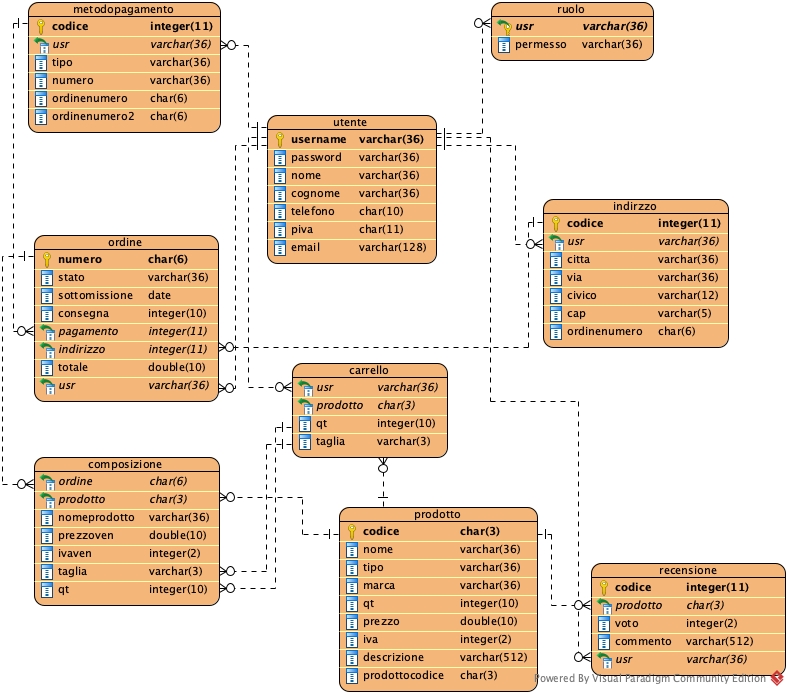 metodopagamento
codice integer(11)
usr varchar(36)
tipo varchar(36)
numero varchar(36)
ordinenumero char(6)
ordinenumero2 char(6)
ruolo
usr varchar(36)
permesso varchar(36)
utente
username varchar(36)
password varchar(36)
nome varchar(36)
cognome varchar(36)
telefono char(10)
piva char(11)
email varchar(128)
indirzzo
codice integer(11)
usr varchar(36)
citta varchar(36)
via varchar(36)
civico varchar(12)
cap varchar(5)
ordinenumero char(6)
ordine
numero char(6)
stato varchar(36)
sottomissione date
consegna integer(10)
pagamento integer(11)
indirizzo integer(11)
totale double(10)
usr varchar(36)
carrello
usr varchar(36)
prodotto char(3)
qt integer(10)
taglia varchar(3)
composizione
ordine char(6)
prodotto char(3)
nomeprodotto varchar(36)
prezzoven double(10)
ivaven integer(2)
taglia varchar(3)
qt integer(10)
prodotto
codice char(3)
nome varchar(36)
tipo varchar(36)
marca varchar(36)
qt integer(10)
prezzo double(10)
iva integer(2)
descrizione varchar(512)
prodottocodice char(3)
recensione
codice integer(11)
prodotto char(3)
voto integer(2)
commento varchar(512)
usr varchar(36)
Powered By Visual Paradigm Community Edition